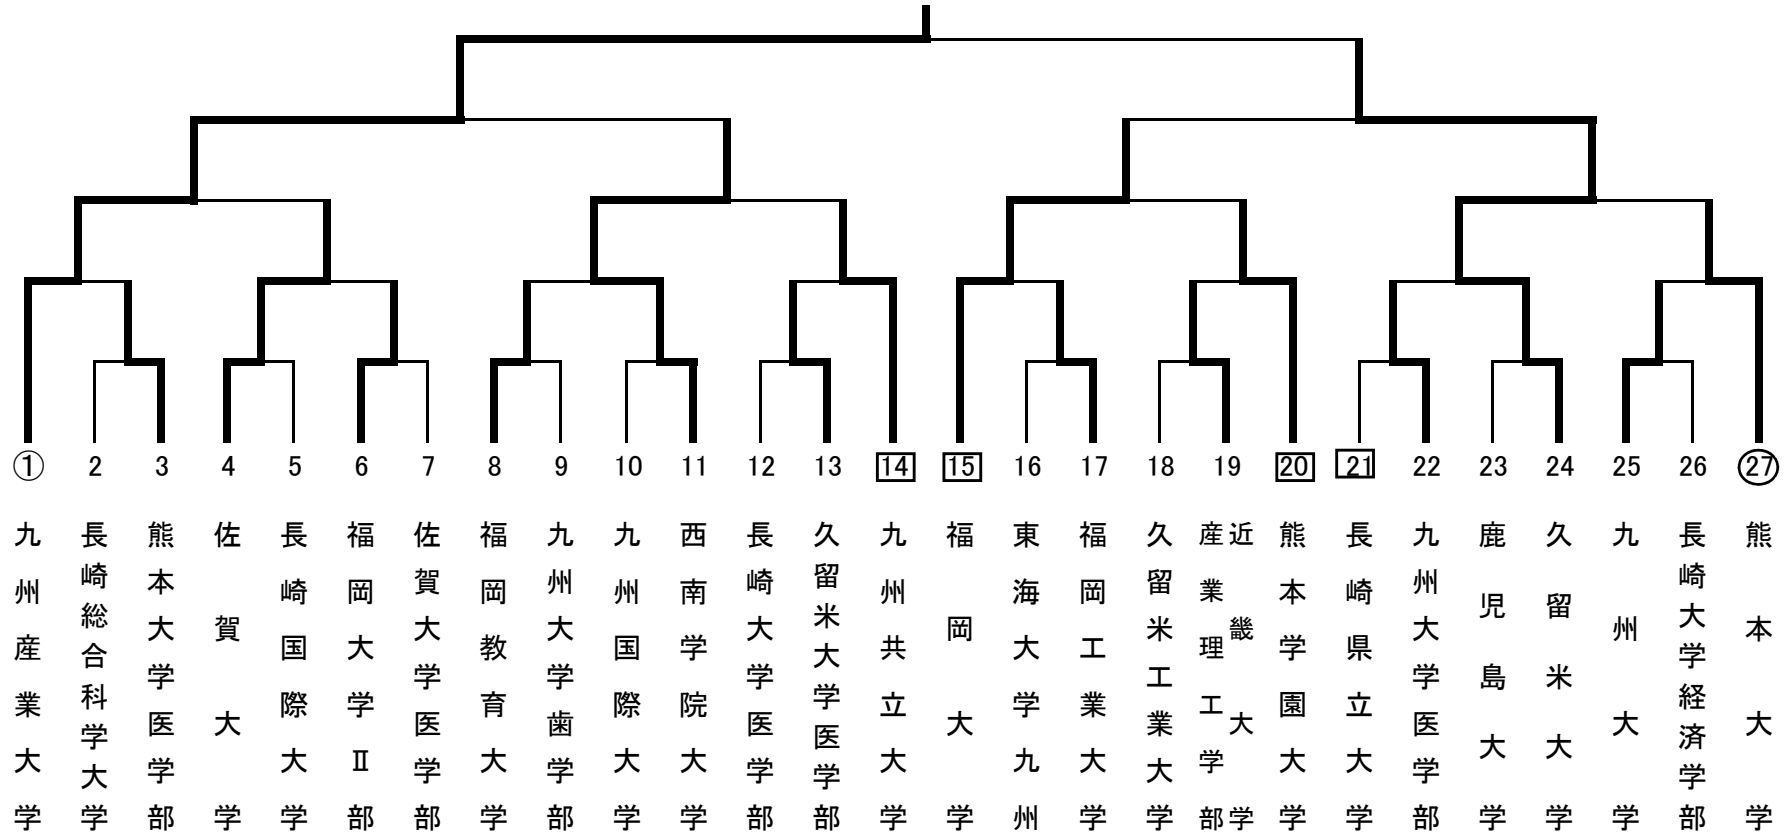 ① 2 3 4 5 6 7 8 9 10 11 12 13 14 15 16 17 18 19 20 21 22 23 24 25 26 27
九州産業大学
長崎総合科学大学
熊本大学医学部
佐賀大学
長崎国際大学
福岡大学Ⅱ部
佐賀大学医学部
福岡教育大学
九州大学歯学部
九州国際大学
西南学院大学
長崎大学医学部
久留米大学医学部
九州共立大学
福岡大学
東海大学九州
福岡工業大学
久留米工業大学
近畿大学
産業理工学部
熊本学園大学
長崎県立大学
九州大学医学部
鹿児島大学
久留米大学
九州大学
長崎大学経済学部
熊本大学